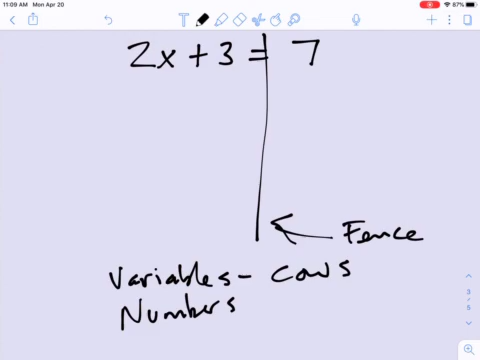 11:09 AM Mon Apr 20
87%
2x + 3 = 7
Fence
Variables - cows
Numbers
3
/
5